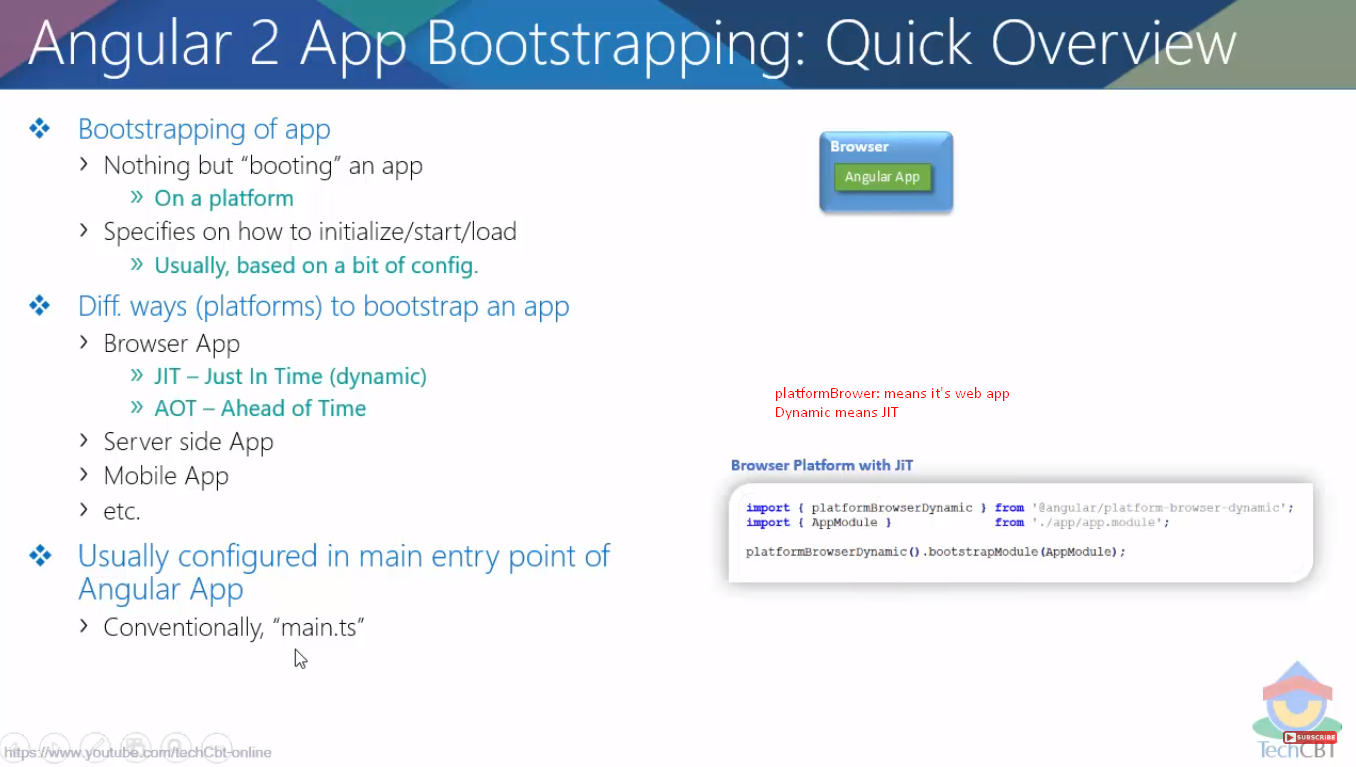 Angular 2 App Bootstrapping: Quick Overview
Bootstrapping of app
Nothing but “booting” an app
On a platform
Specifies on how to initialize/start/load
Usually, based on a bit of config.
Diff. ways (platforms) to bootstrap an app
Browser App
JIT – Just In Time (dynamic)
AOT – Ahead of Time
Server side App
Mobile App
etc.
Usually configured in main entry point of
Angular App
Conventionally, “main.ts”
Browser
Angular App
platformBrower: means it's web app
Dynamic means JIT
Browser Platform with JiT
import { platformBrowserDynamic } from '@angular/platform-browser-dynamic';
import { AppModule } from './app/app.module';
platformBrowserDynamic().bootstrapModule(AppModule);
https://www.youtube.com/techCbt-online
SUBSCRIBE
TechCBT